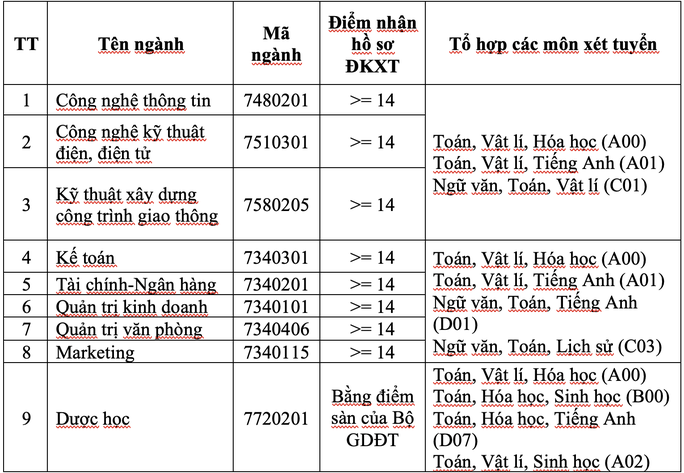 TT
Tên ngành
Mã
ngành
Điểm nhận
hồ sơ
ĐKXT
Tổ hợp các môn xét tuyển
1
Công nghệ thông tin
7480201
>= 14
2
Công nghệ kỹ thuật
điện, điện tử
7510301
>= 14
3
Kỹ thuật xây dựng
công trình giao thông
7580205
>= 14
Toán, Vật lí, Hóa học (A00)
Toán, Vật lí, Tiếng Anh (A01)
Ngữ văn, Toán, Vật lí (C01)
4
Kế toán
7340301
>= 14
5
Tài chính-Ngân hàng
7340201
>= 14
6
Quản trị kinh doanh
7340101
>= 14
7
Quản trị văn phòng
7340406
>= 14
8
Marketing
7340115
>= 14
Toán, Vật lí, Hóa học (A00)
Toán, Vật lí, Tiếng Anh (A01)
Ngữ văn, Toán, Tiếng Anh
(D01)
Ngữ văn, Toán, Lịch sử (C03)
9
Dược học
7720201
Bằng điểm
sàn của Bộ
GDĐT
Toán, Vật lí, Hóa học (A00)
Toán, Hóa học, Sinh học (B00)
Toán, Hóa học, Tiếng Anh
(D07)
Toán, Vật lí, Sinh học (A02)